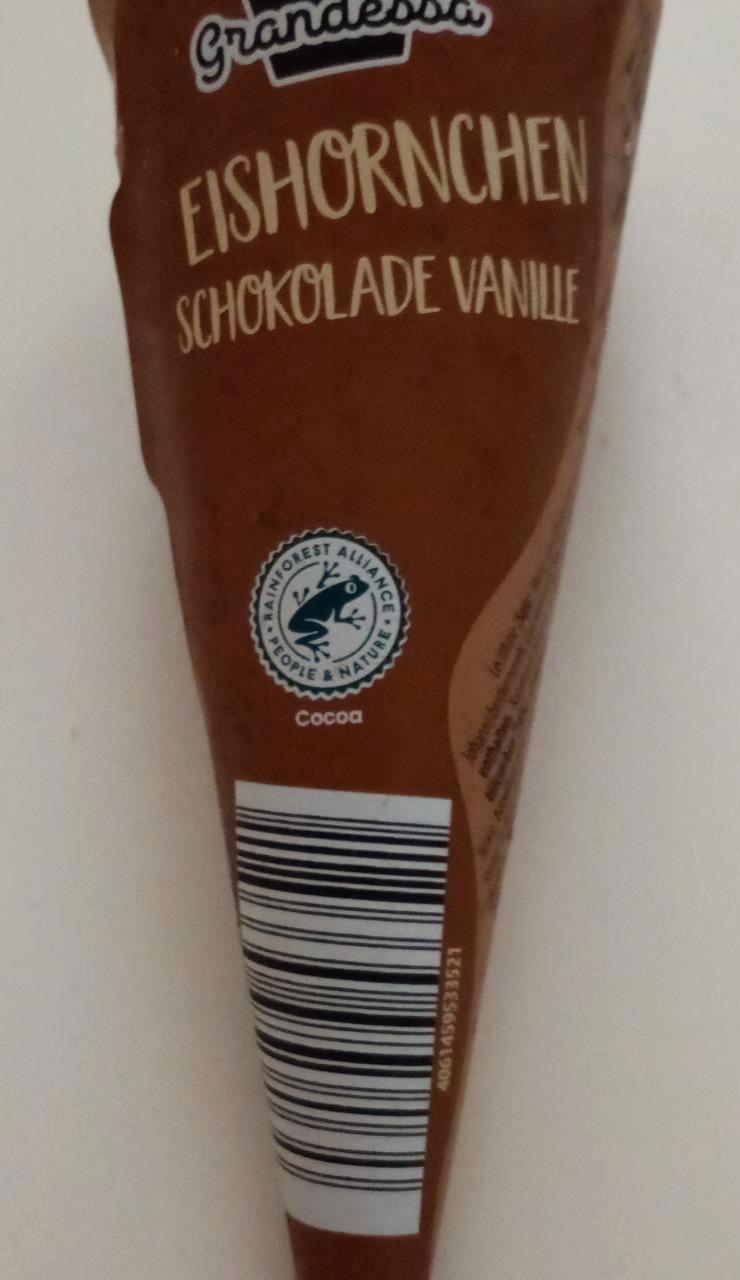 Grandessa
EISHORNCHEN
SCHOKOLADE VANILLE
RAINFOREST ALLIANCE
• PEOPLE & NATURE •
Cocoa
4061459533521